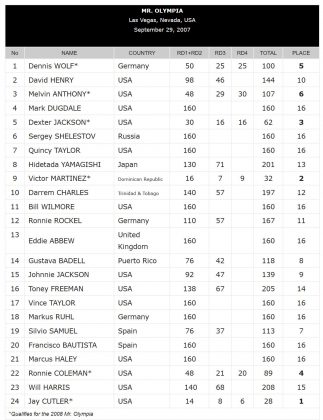 MR. OLYMPIA
Las Vegas, Nevada, USA
September 29, 2007
No NAME COUNTRY RD1+RD2 RD3 RD4 TOTAL PLACE
1 Dennis WOLF* Germany 50 25 25 100 5
2 David HENRY USA 98 46 144 10
3 Melvin ANTHONY* USA 48 29 30 107 6
4 Mark DUGDALE USA 160 160 16
5 Dexter JACKSON* USA 30 16 16 62 3
6 Sergey SHELESTOV Russia 160 160 16
7 Quincy TAYLOR USA 160 160 16
8 Hidetada YAMAGISHI Japan 130 71 201 13
9 Victor MARTINEZ* Dominican Republic 16 7 9 32 2
10 Darrem CHARLES Trinidad & Tobago 140 57 197 12
11 Bill WILMORE USA 160 160 16
12 Ronnie ROCKEL Germany 110 57 167 11
13 Eddie ABBEW United Kingdom 160 160 16
14 Gustavo BADELL Puerto Rico 76 42 118 8
15 Johnnie JACKSON USA 92 47 139 9
16 Toney FREEMAN USA 138 67 205 14
17 Vince TAYLOR USA 160 160 16
18 Markus RUHL Germany 160 160 16
19 Silvio SAMUEL Spain 76 37 113 7
20 Francisco BAUTISTA Spain 160 160 16
21 Marcus HALEY USA 160 160 16
22 Ronnie COLEMAN* USA 48 21 20 89 4
23 Will HARRIS USA 140 68 208 15
24 Jay CUTLER* USA 14 8 6 28 1
*Qualifies for the 2008 Mr. Olympia